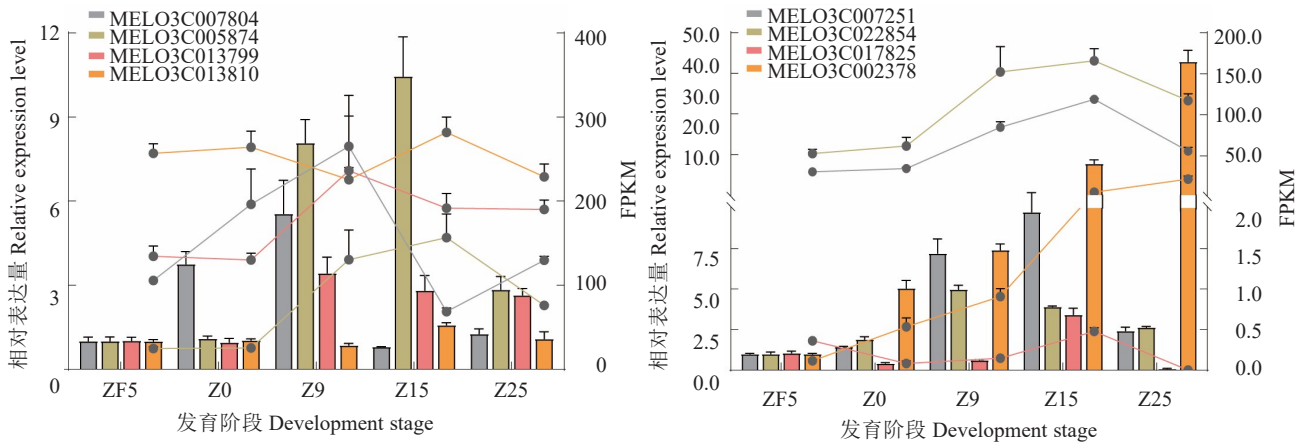 MELO3C007804
MELO3C005874
MELO3C013799
MELO3C013810
12
9
6
3
0
相对表达量 Relative expression level
400
300
200
100
0
FPKM
ZF5 Z0 Z9 Z15 Z25
发育阶段 Development stage
MELO3C007251
MELO3C022854
MELO3C017825
MELO3C002378
50.0
40.0
30.0
20.0
10.0
7.5
5.0
2.5
0.0
相对表达量 Relative expression level
200.0
150.0
100.0
50.0
2.0
1.5
1.0
0.5
0.0
FPKM
ZF5 Z0 Z9 Z15 Z25
发育阶段 Development stage